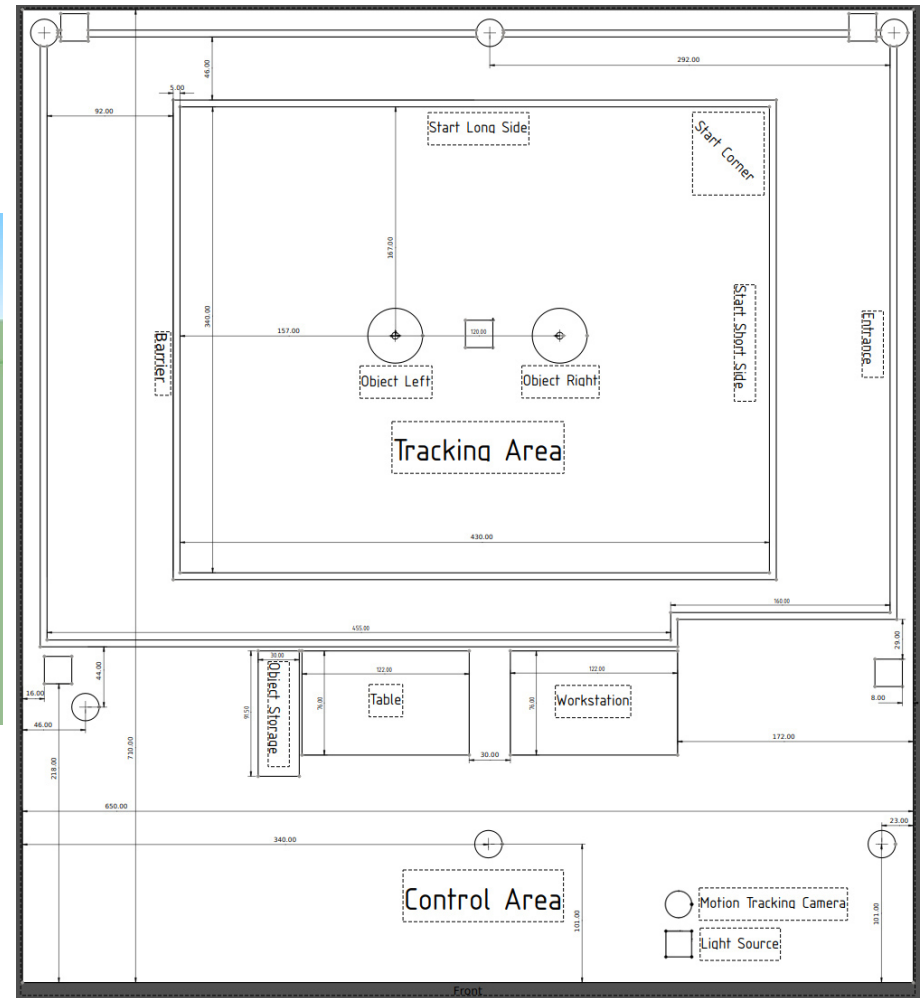 292.00
46.00
5.00
92.00
Start Long Side
Start Corner
167.00
340.00
157.00
120.00
Start Short Side
Entrance
Barrier
Object Left
Object Right
Tracking Area
430.00
160.00
455.00
29.00
44.00
30.00
Object Storage
122.00
122.00
16.00
91.50
76.00
Table
76.00
Workstation
8.00
46.00
172.00
710.00
30.00
218.00
650.00
23.00
340.00
Control Area
101.00
Motion Tracking Camera
101.00
Light Source
Front